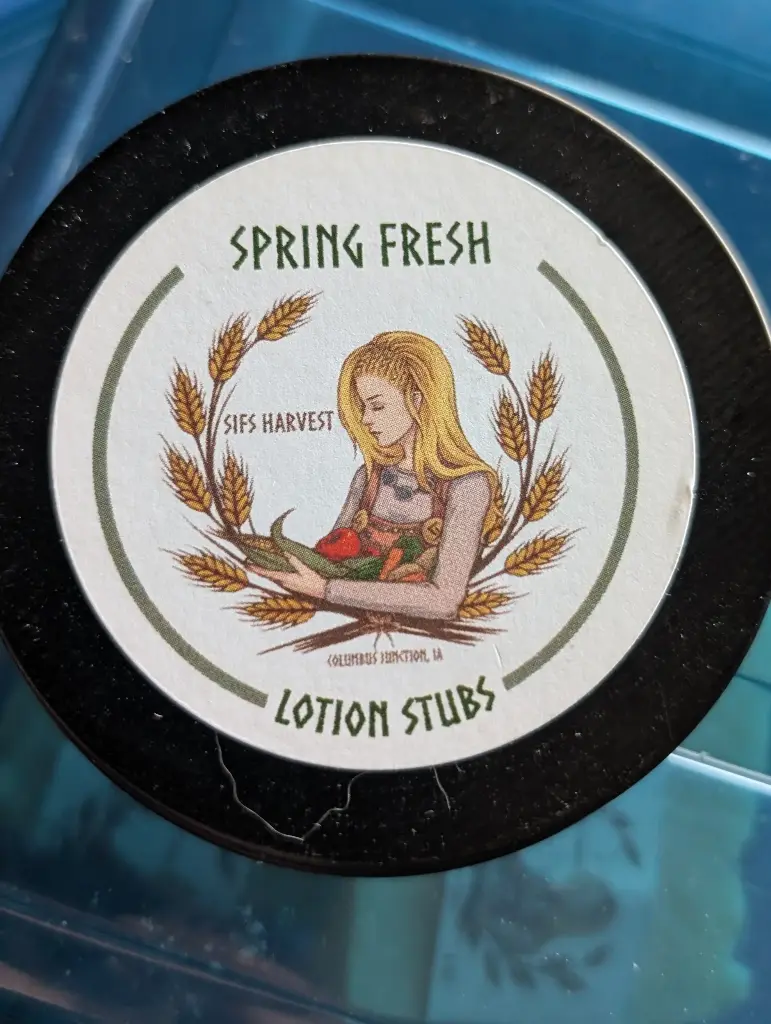 SPRING FRESH
SIFS HARVEST
COLUMBUS JUNCTION, IA
LOTION STUBS